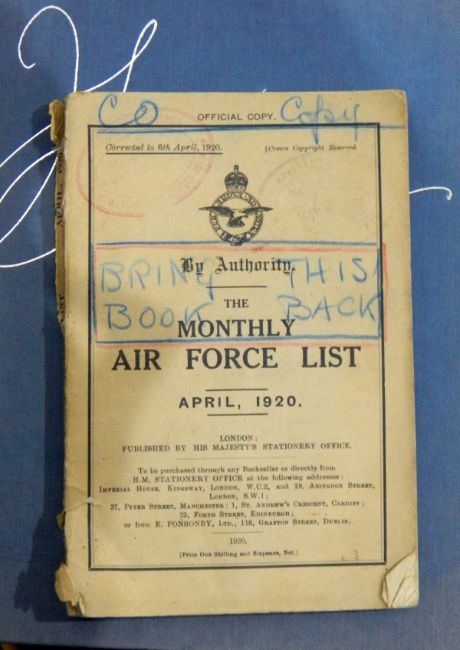 CO Copy
OFFICIAL COPY.
Corrected to 6th April, 1920. [Crown Copyright Reserved.
By Authority.
BRING THIS
BOOK BACK
THE
MONTHLY
AIR FORCE LIST
APRIL, 1920.
LONDON:
PUBLISHED BY HIS MAJESTY'S STATIONERY OFFICE.
To be purchased through any Bookseller or directly from
H.M. STATIONERY OFFICE at the following addresses:
IMPERIAL HOUSE, KINGSWAY, LONDON, W.C.2, and 28, ABINGDON STREET,
LONDON, S.W.1;
37, PETER STREET, MANCHESTER; 1, ST. ANDREW'S CRESCENT, CARDIFF;
23, FORTH STREET, EDINBURGH;
or from E. PONSONBY, LTD., 116, GRAFTON STREET, DUBLIN.
1920.
(Price One Shilling and Sixpence, Net.)